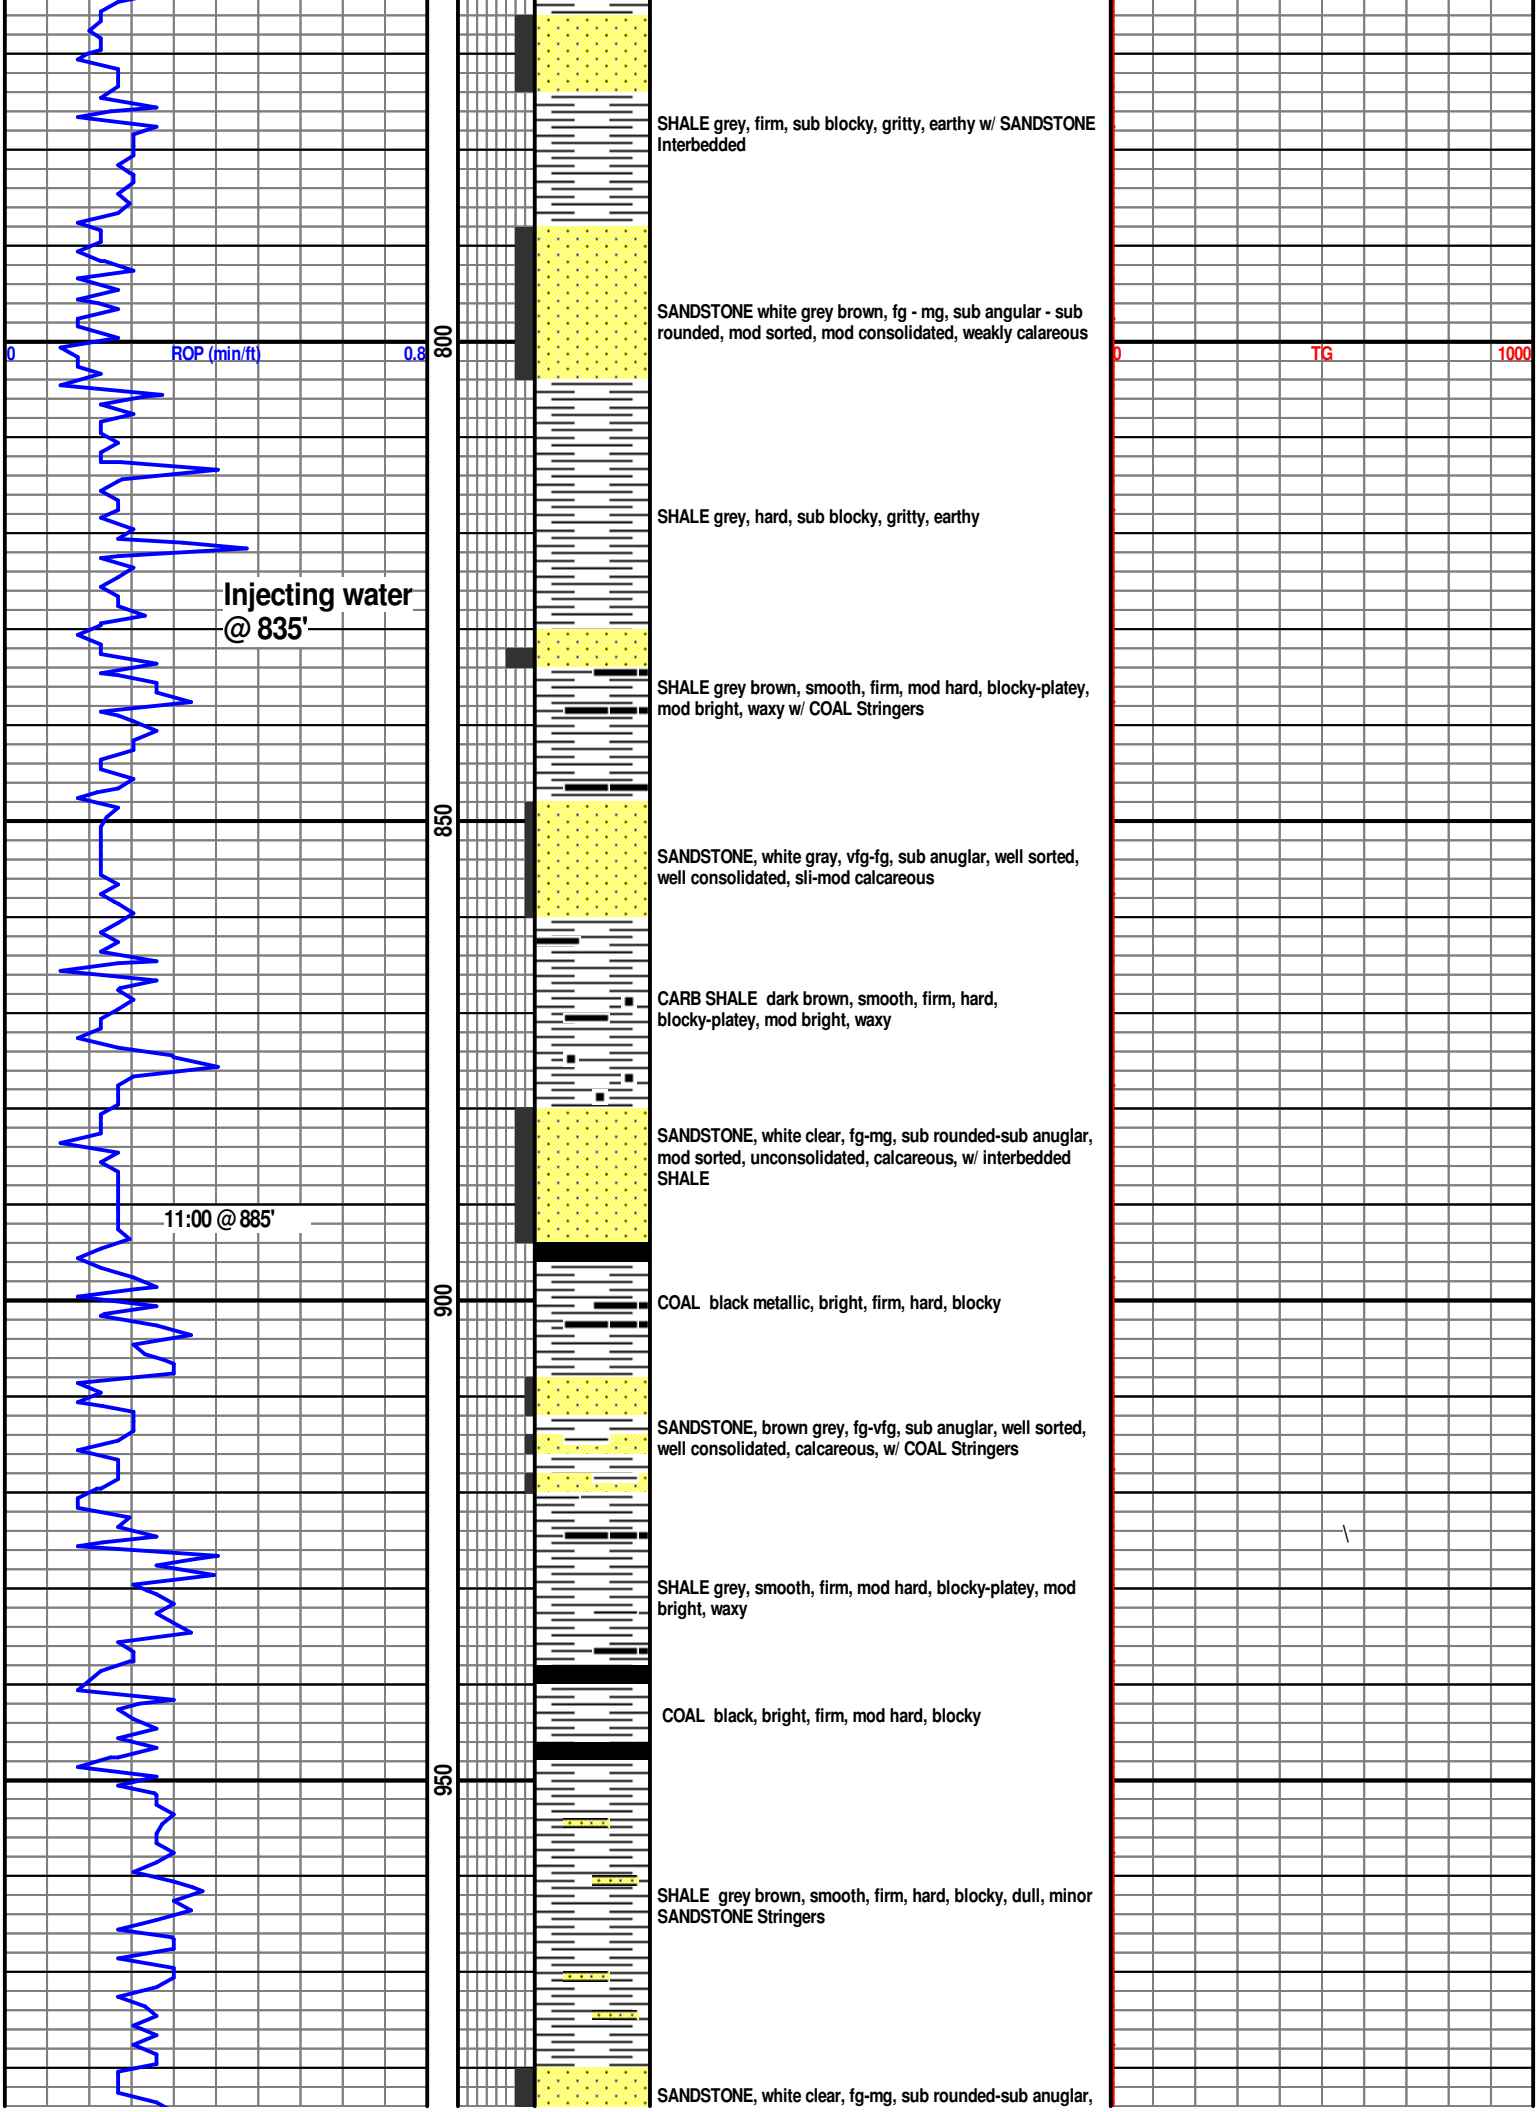 SHALE grey, firm, sub blocky, gritty, earthy w/ SANDSTONE
Interbedded
SANDSTONE white grey brown, fg - mg, sub angular - sub
rounded, mod sorted, mod consolidated, weakly calareous
0 ROP (min/ft) 0.8
800
0 TG 1000
SHALE grey, hard, sub blocky, gritty, earthy
Injecting water
@ 835'
SHALE grey brown, smooth, firm, mod hard, blocky-platey,
mod bright, waxy w/ COAL Stringers
850
SANDSTONE, white gray, vfg-fg, sub anuglar, well sorted,
well consolidated, sli-mod calcareous
CARB SHALE dark brown, smooth, firm, hard,
blocky-platey, mod bright, waxy
SANDSTONE, white clear, fg-mg, sub rounded-sub anuglar,
mod sorted, unconsolidated, calcareous, w/ interbedded
SHALE
11:00 @ 885'
900
COAL black metallic, bright, firm, hard, blocky
SANDSTONE, brown grey, fg-vfg, sub anuglar, well sorted,
well consolidated, calcareous, w/ COAL Stringers
\
SHALE grey, smooth, firm, mod hard, blocky-platey, mod
bright, waxy
COAL black, bright, firm, mod hard, blocky
950
SHALE grey brown, smooth, firm, hard, blocky, dull, minor
SANDSTONE Stringers
SANDSTONE, white clear, fg-mg, sub rounded-sub anuglar,